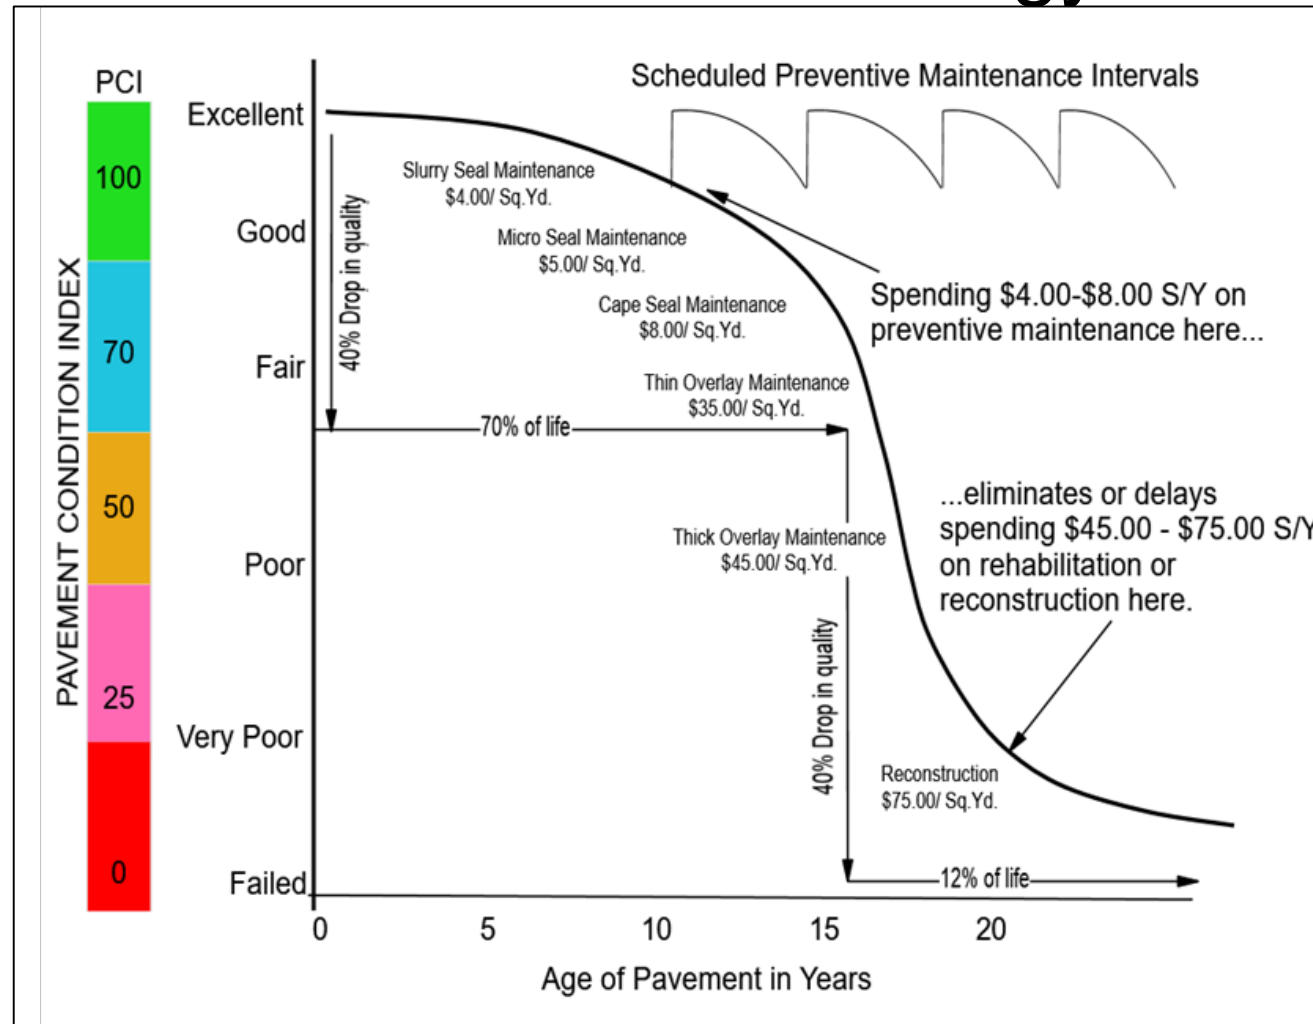 Scheduled Preventive Maintenance Intervals
PCI
Excellent
100
Slurry Seal Maintenance
$4.00/ Sq.Yd.
Good
40% Drop in quality
Micro Seal Maintenance
$5.00/ Sq.Yd.
Spending $4.00-$8.00 S/Y on
preventive maintenance here...
Cape Seal Maintenance
$8.00/ Sq.Yd.
PAVEMENT CONDITION INDEX
70
Fair
Thin Overlay Maintenance
$35.00/ Sq.Yd.
70% of life
50
...eliminates or delays
spending $45.00 - $75.00 S/Y
on rehabilitation or
reconstruction here.
Thick Overlay Maintenance
$45.00/ Sq.Yd.
Poor
25
40% Drop in quality
Very Poor
Reconstruction
$75.00/ Sq.Yd.
0
Failed
12% of life
0 5 10 15 20
Age of Pavement in Years